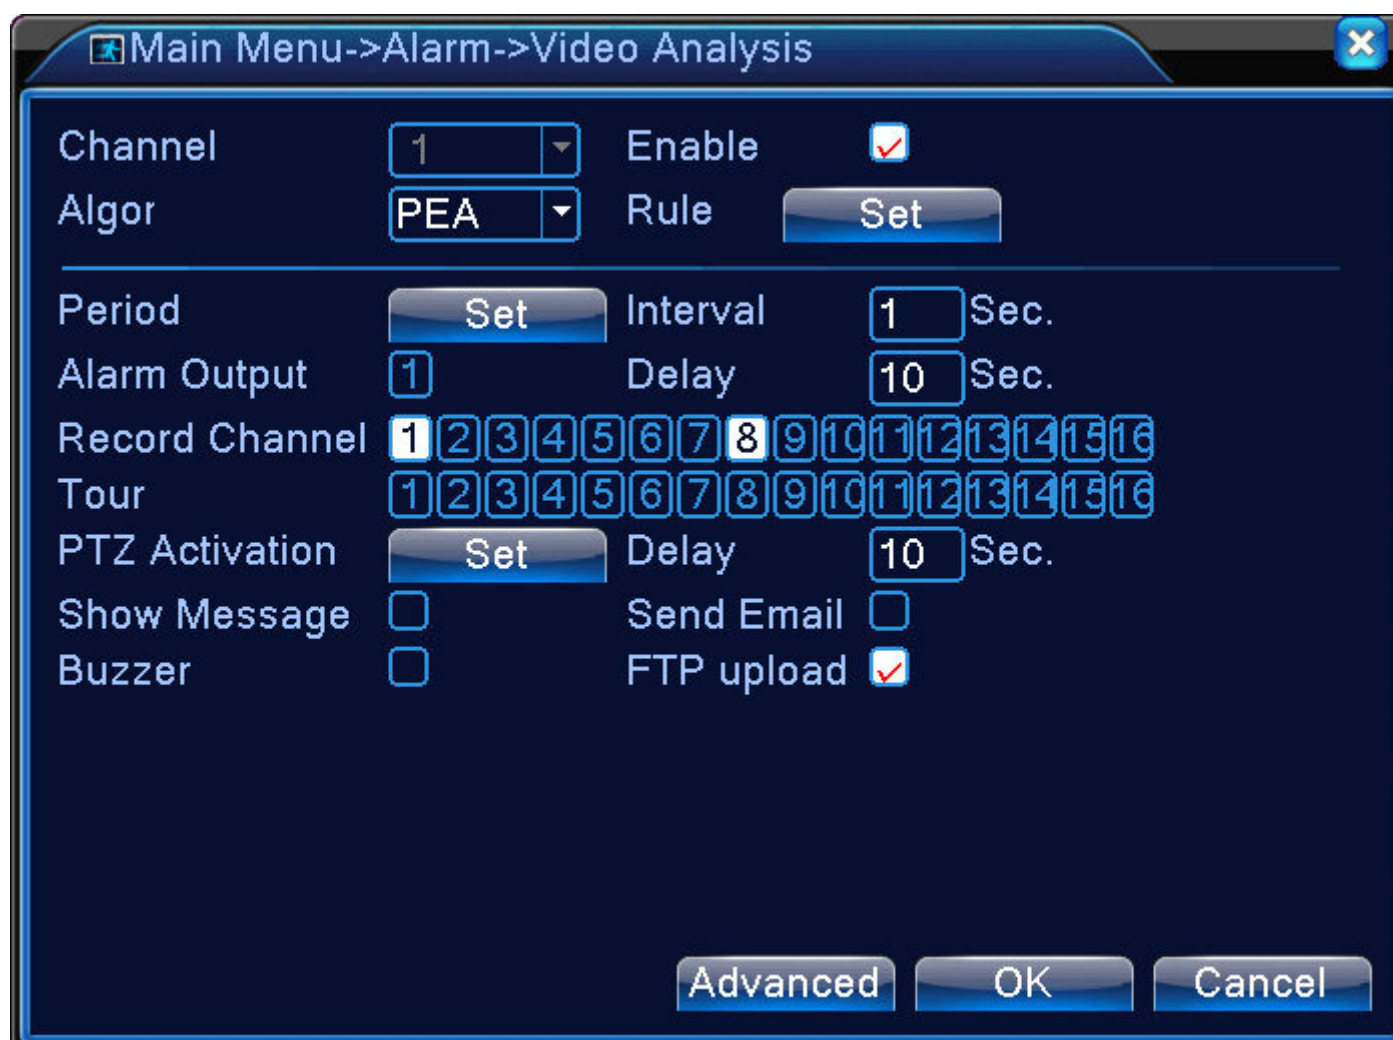 Main Menu->Alarm->Video Analysis
Channel 1 Enable
Algor PEA Rule Set
Period Set Interval 1 Sec.
Alarm Output 1 Delay 10 Sec.
Record Channel 1 2 3 4 5 6 7 8 9 10 11 12 13 14 15 16
Tour 1 2 3 4 5 6 7 8 9 10 11 12 13 14 15 16
PTZ Activation Set Delay 10 Sec.
Show Message Send Email
Buzzer FTP upload
Advanced OK Cancel